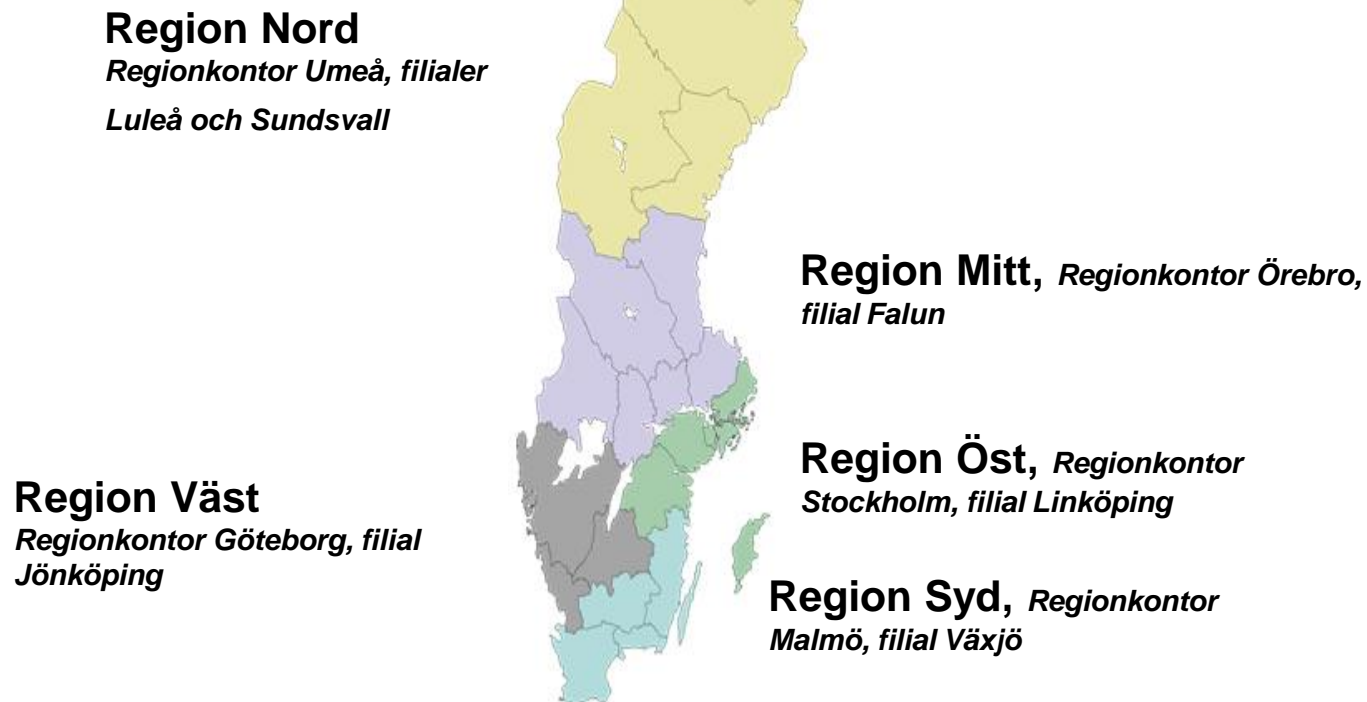 Region Nord
Regionkontor Umeå, filialer
Luleå och Sundsvall
Region Mitt, Regionkontor Örebro,
filial Falun
Region Öst, Regionkontor
Stockholm, filial Linköping
Region Väst
Regionkontor Göteborg, filial
Jönköping
Region Syd, Regionkontor
Malmö, filial Växjö